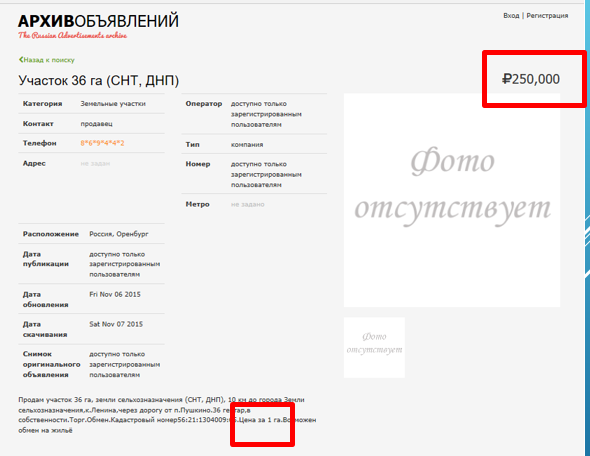 АРХИВОБЪЯВЛЕНИЙ
The Russian Advertisements archive
Вход | Регистрация
Назад к поиску
Участок 36 га (СНТ, ДНП)
₽250,000
Категория Земельные участки
Контакт продавец
Телефон 8*6*9*4*4*2
Адрес не задан
Оператор доступно только
зарегистрированным
пользователям
Тип компания
Номер доступно только
зарегистрированным
пользователям
Метро не задано
Расположение Россия, Оренбург
Дата доступно только
публикации зарегистрированным
пользователям
Дата Fri Nov 06 2015
обновления
Дата Sat Nov 07 2015
скачивания
Снимок доступно только
оригинального зарегистрированным
объявления пользователям
Фото
отсутствует
Фото
отсутствует
Продам участок 36 га, земли сельхозназначения (СНТ, ДНП), 10 км до города Земли
сельхозназначения,к.Ленина,через дорогу от п.Пушкино.36 гектар,в
собственности.Торг.Обмен.Кадастровый Цена за 1 га.Возможен
обмен на жильё